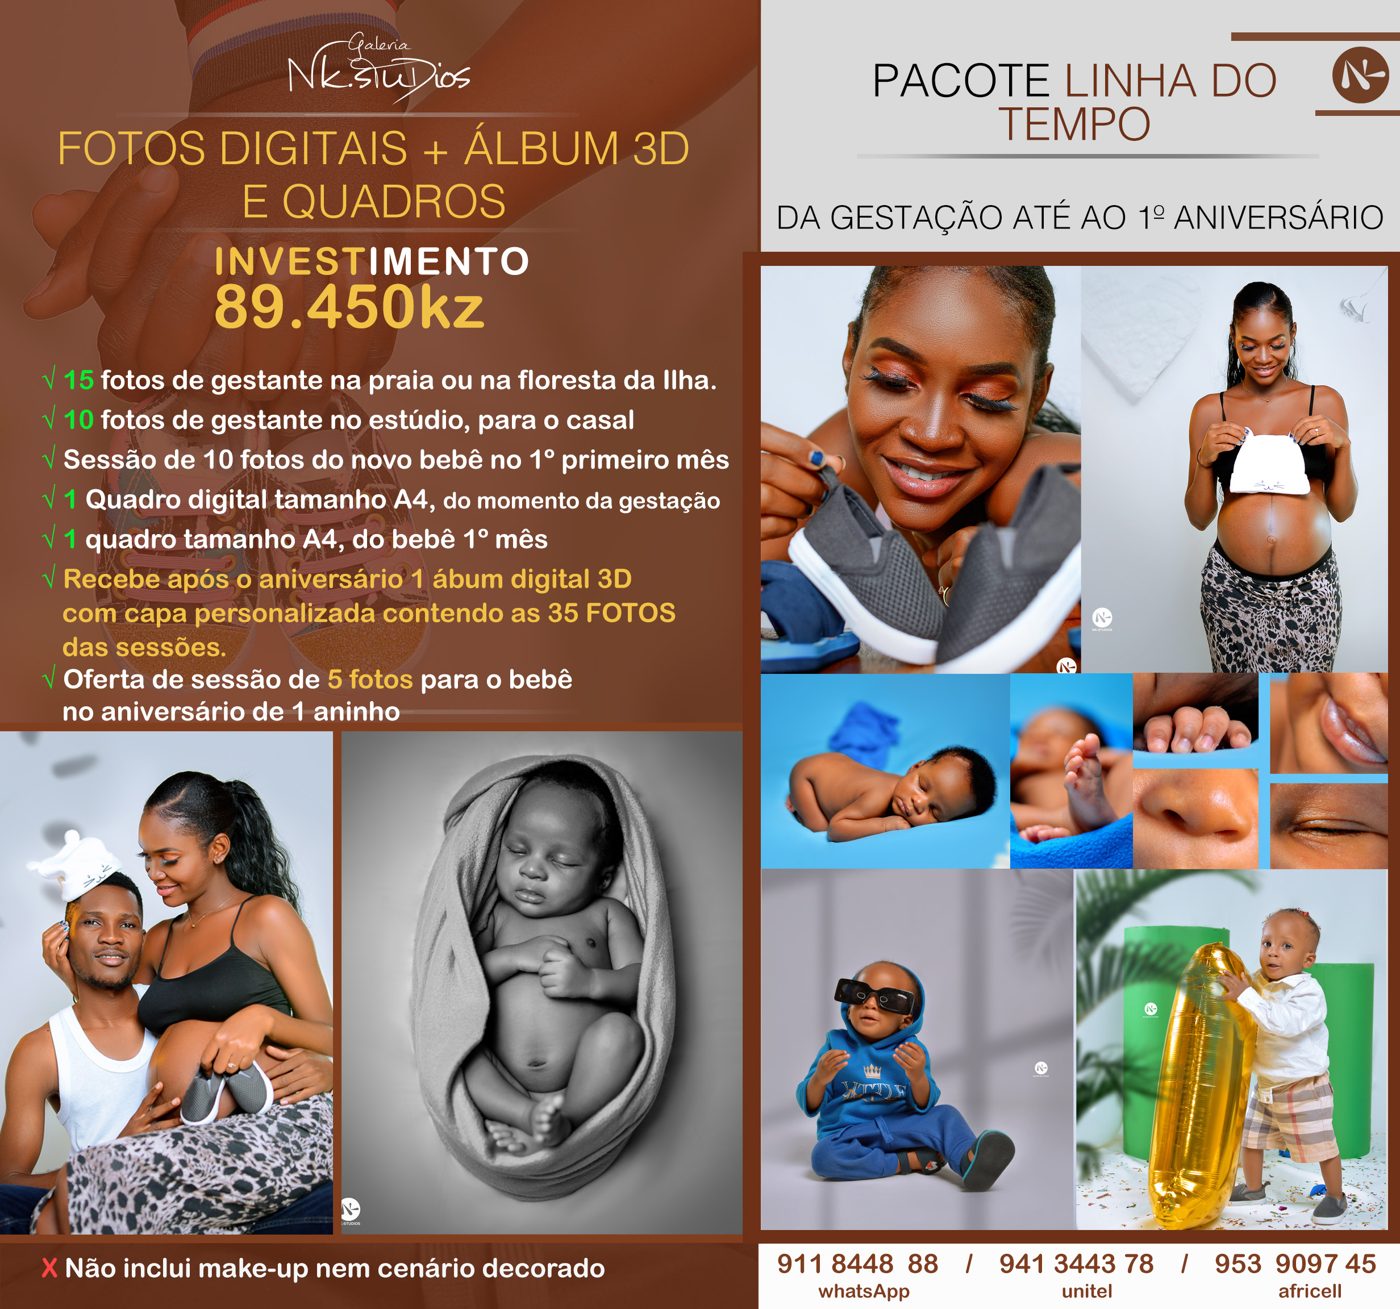 Galeria
Nk.STUDios
FOTOS DIGITAIS + ÁLBUM 3D
E QUADROS
INVESTIMENTO
89.450kz
√ 15 fotos de gestante na praia ou na floresta da Ilha.
√ 10 fotos de gestante no estúdio, para o casal
√ Sessão de 10 fotos do novo bebê no 1º primeiro mês
√ 1 Quadro digital tamanho A4, do momento da gestação
√ 1 quadro tamanho A4, do bebê 1º mês
√ Recebe após o aniversário 1 ábum digital 3D
com capa personalizada contendo as 35 FOTOS
das sessões.
√ Oferta de sessão de 5 fotos para o bebê
no aniversário de 1 aninho
X Não inclui make-up nem cenário decorado
PACOTE LINHA DO
TEMPO
DA GESTAÇÃO ATÉ AO 1º ANIVERSÁRIO
911 8448 88 / 941 3443 78 / 953 9097 45
whatsApp unitel africell